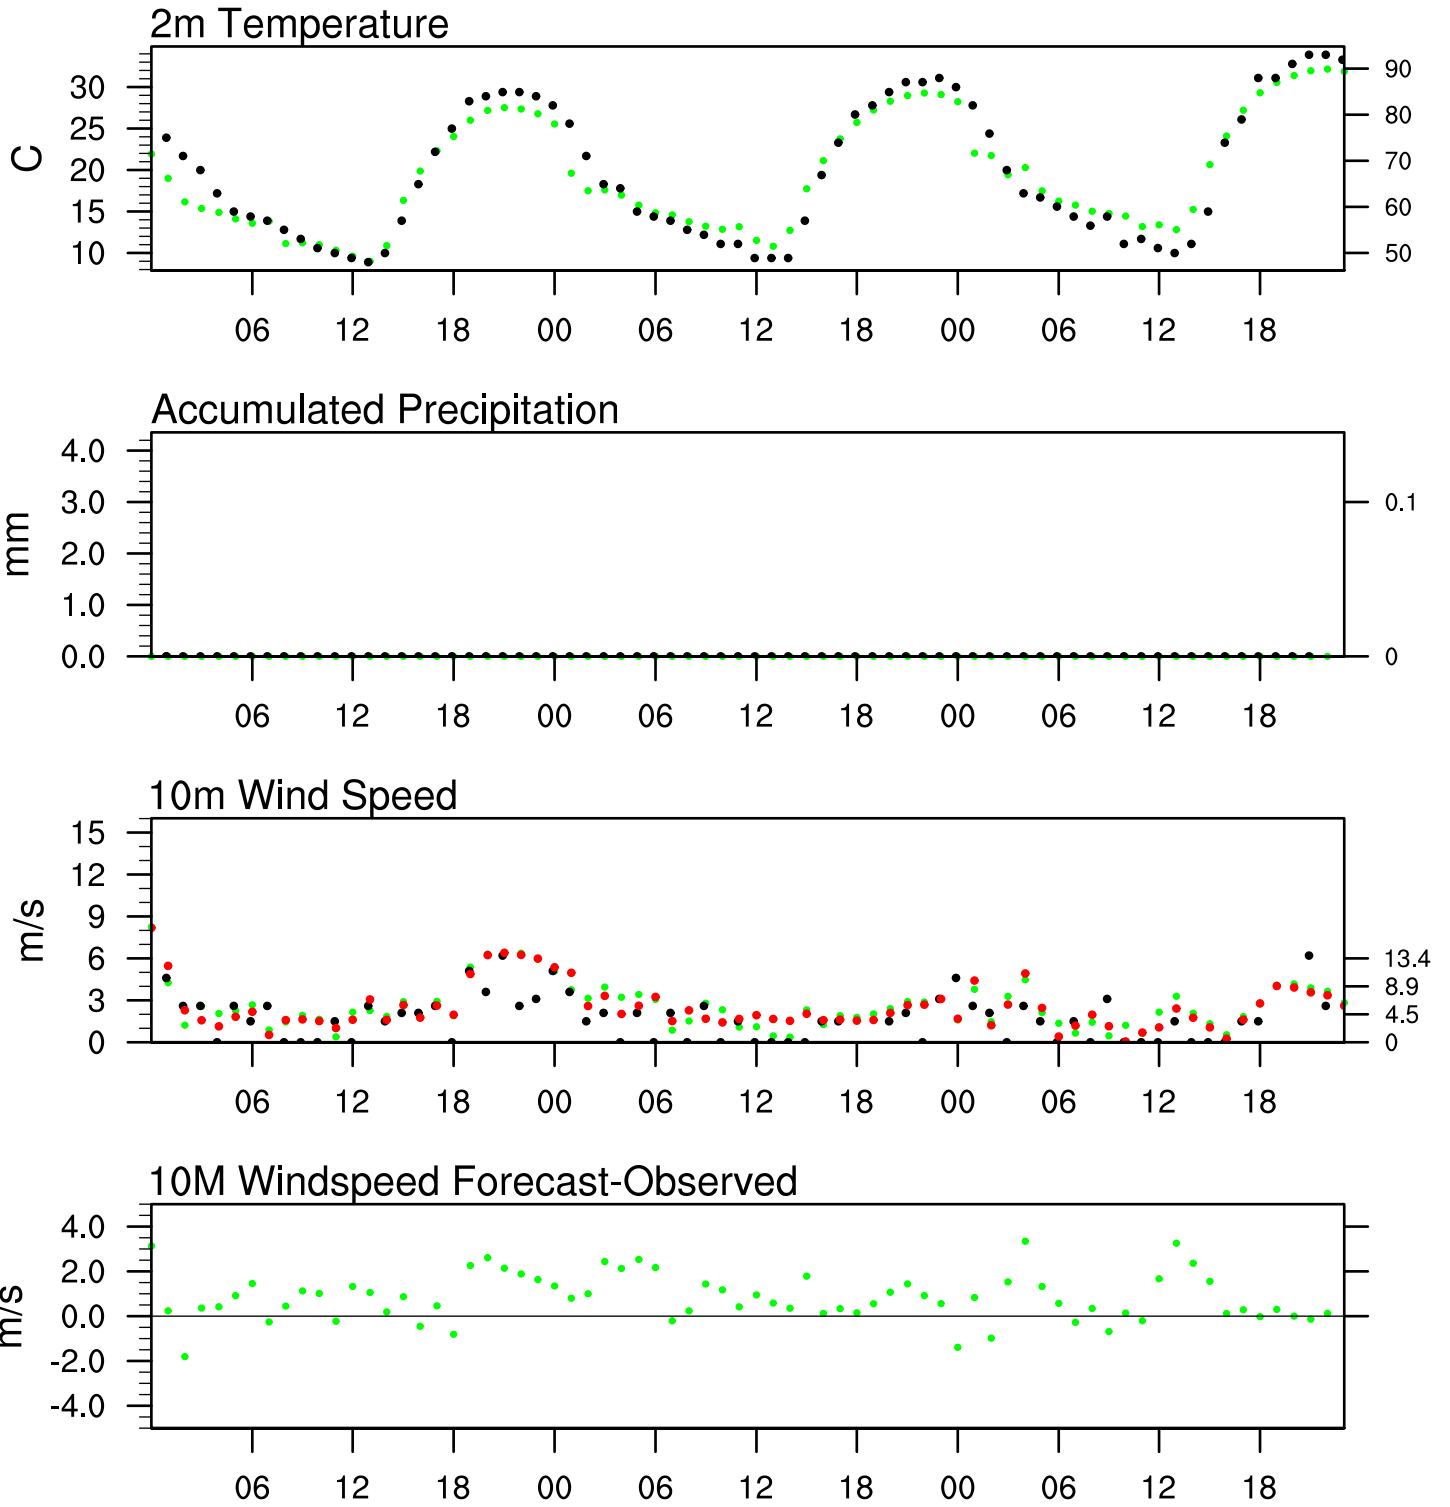 2m Temperature
30
25
20
15
10
C
90
80
70
60
50
06 12 18 00 06 12 18 00 06 12 18
Accumulated Precipitation
4.0
3.0
2.0
1.0
0.0
mm
0.1
0
06 12 18 00 06 12 18 00 06 12 18
10m Wind Speed
15
12
9
6
3
0
m/s
13.4
8.9
4.5
0
06 12 18 00 06 12 18 00 06 12 18
10M Windspeed Forecast-Observed
4.0
2.0
0.0
-2.0
-4.0
m/s
06 12 18 00 06 12 18 00 06 12 18